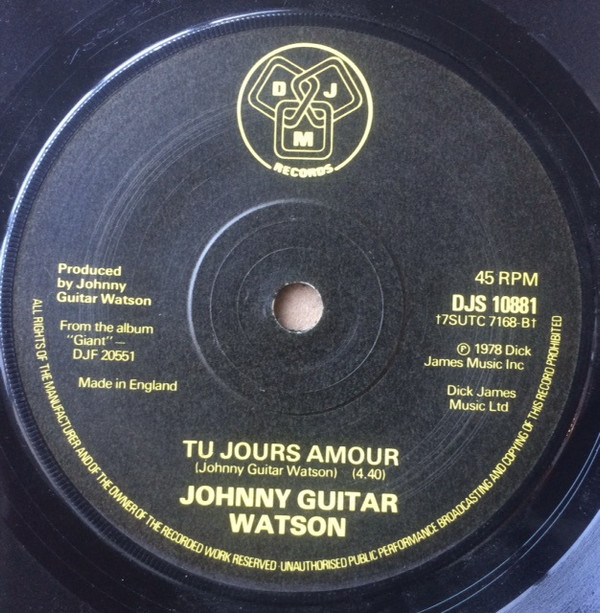 D J
M
RECORDS
Produced
by Johnny
Guitar Watson
From the album
"Giant" —
DJF 20551
Made in England
45 RPM
DJS 10881
†7SUTC 7168-B†
℗ 1978 Dick
James Music Inc
Dick James
Music Ltd
TU JOURS AMOUR
(Johnny Guitar Watson) (4.40)
JOHNNY GUITAR
WATSON
ALL RIGHTS OF THE MANUFACTURER AND OF THE OWNER OF THE RECORDED WORK RESERVED · UNAUTHORISED PUBLIC PERFORMANCE BROADCASTING AND COPYING OF THIS RECORD PROHIBITED